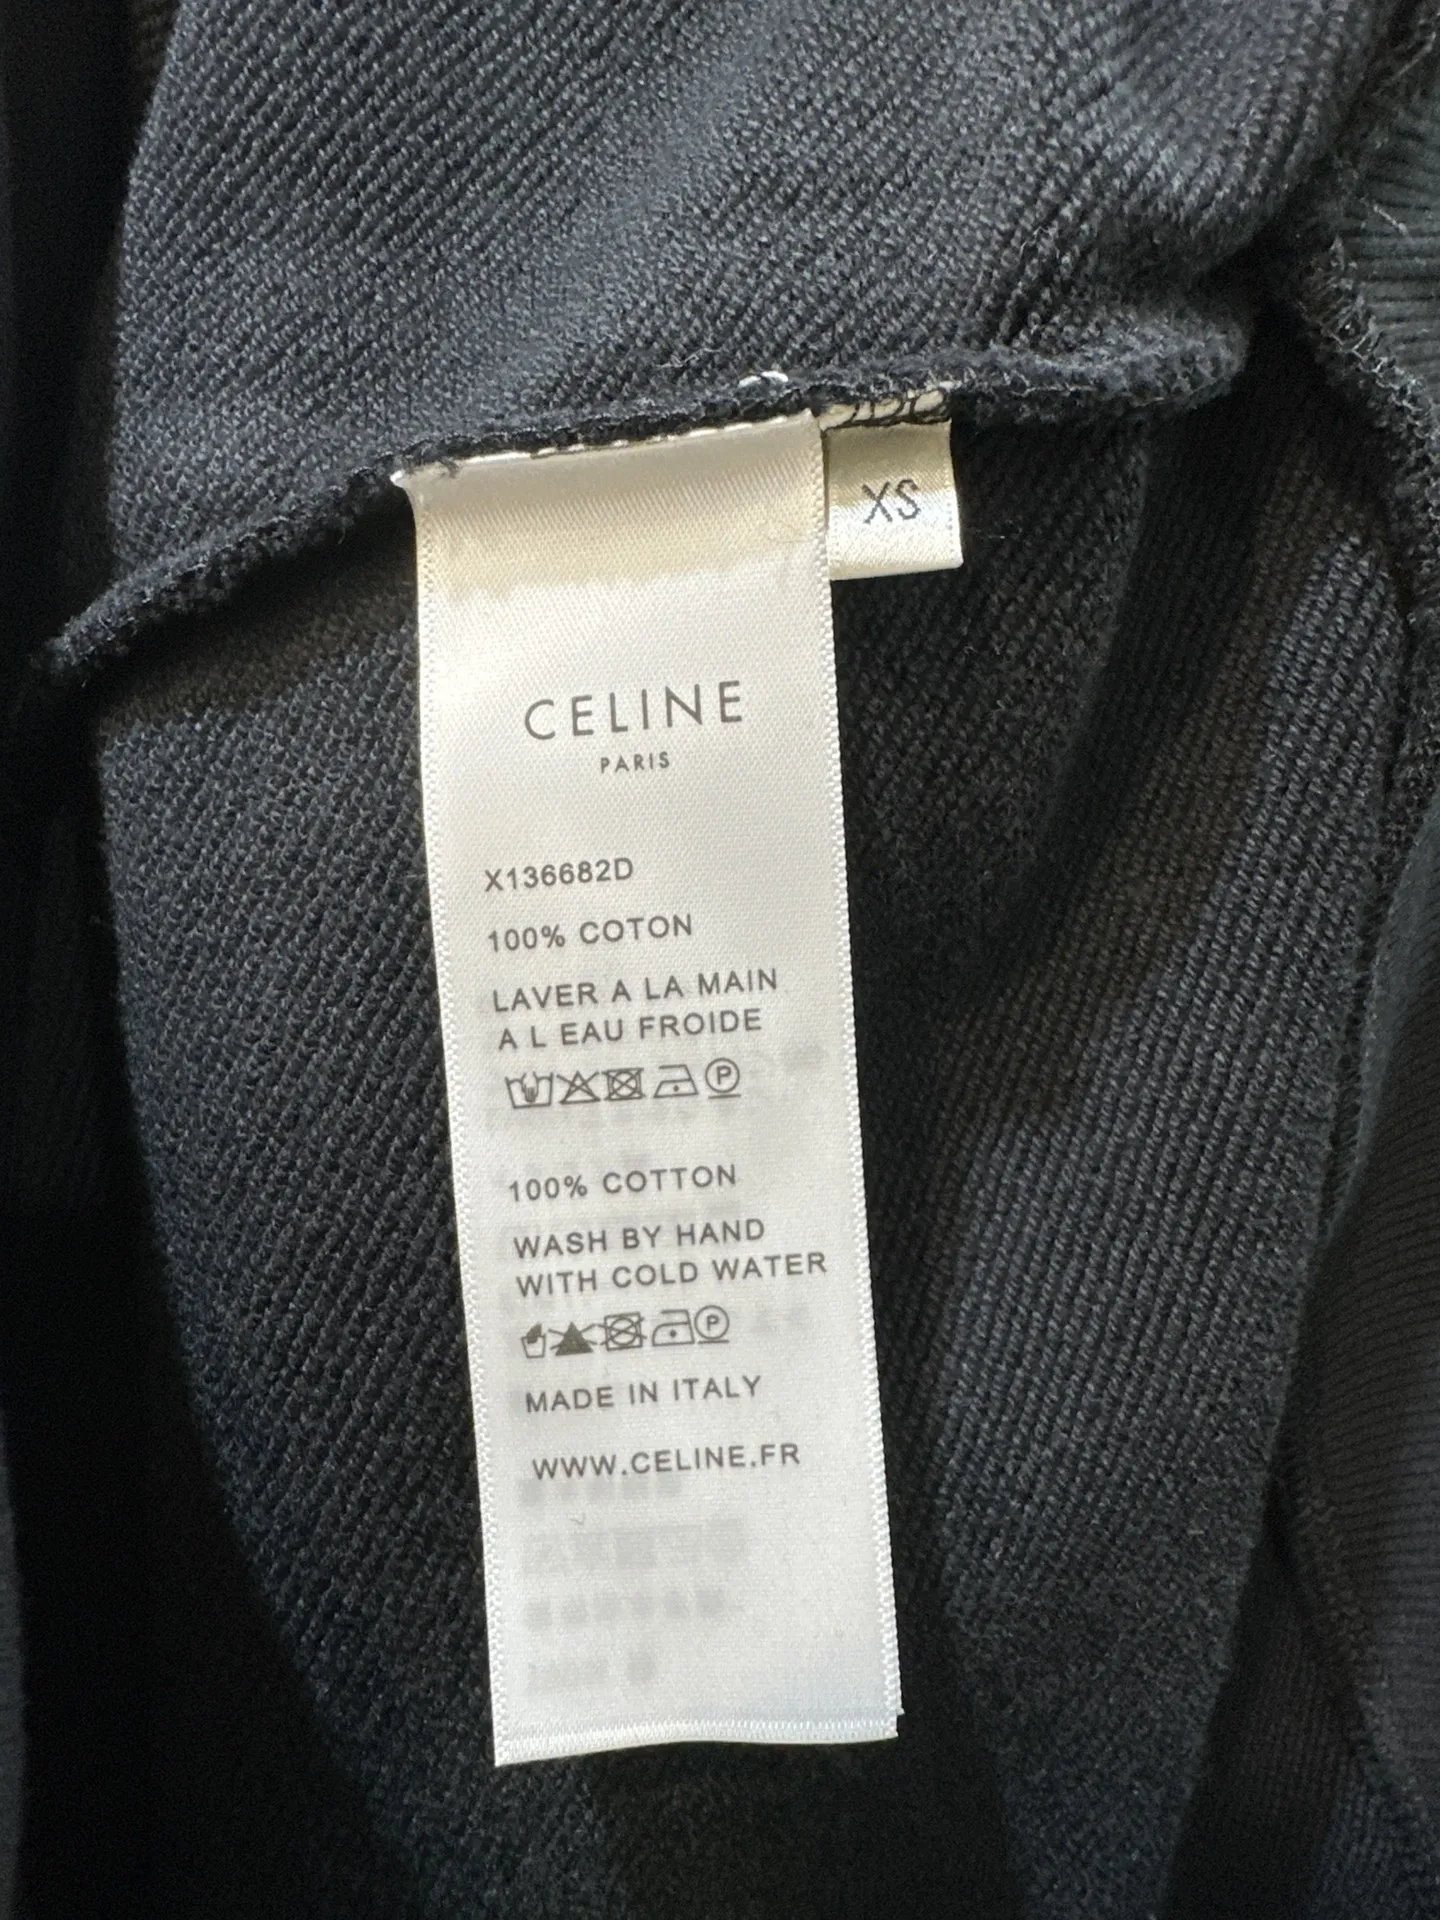 XS
CELINE
PARIS
X136682D
100% COTON
LAVER A LA MAIN
A L EAU FROIDE
P
100% COTTON
WASH BY HAND
WITH COLD WATER
P
MADE IN ITALY
WWW.CELINE.FR